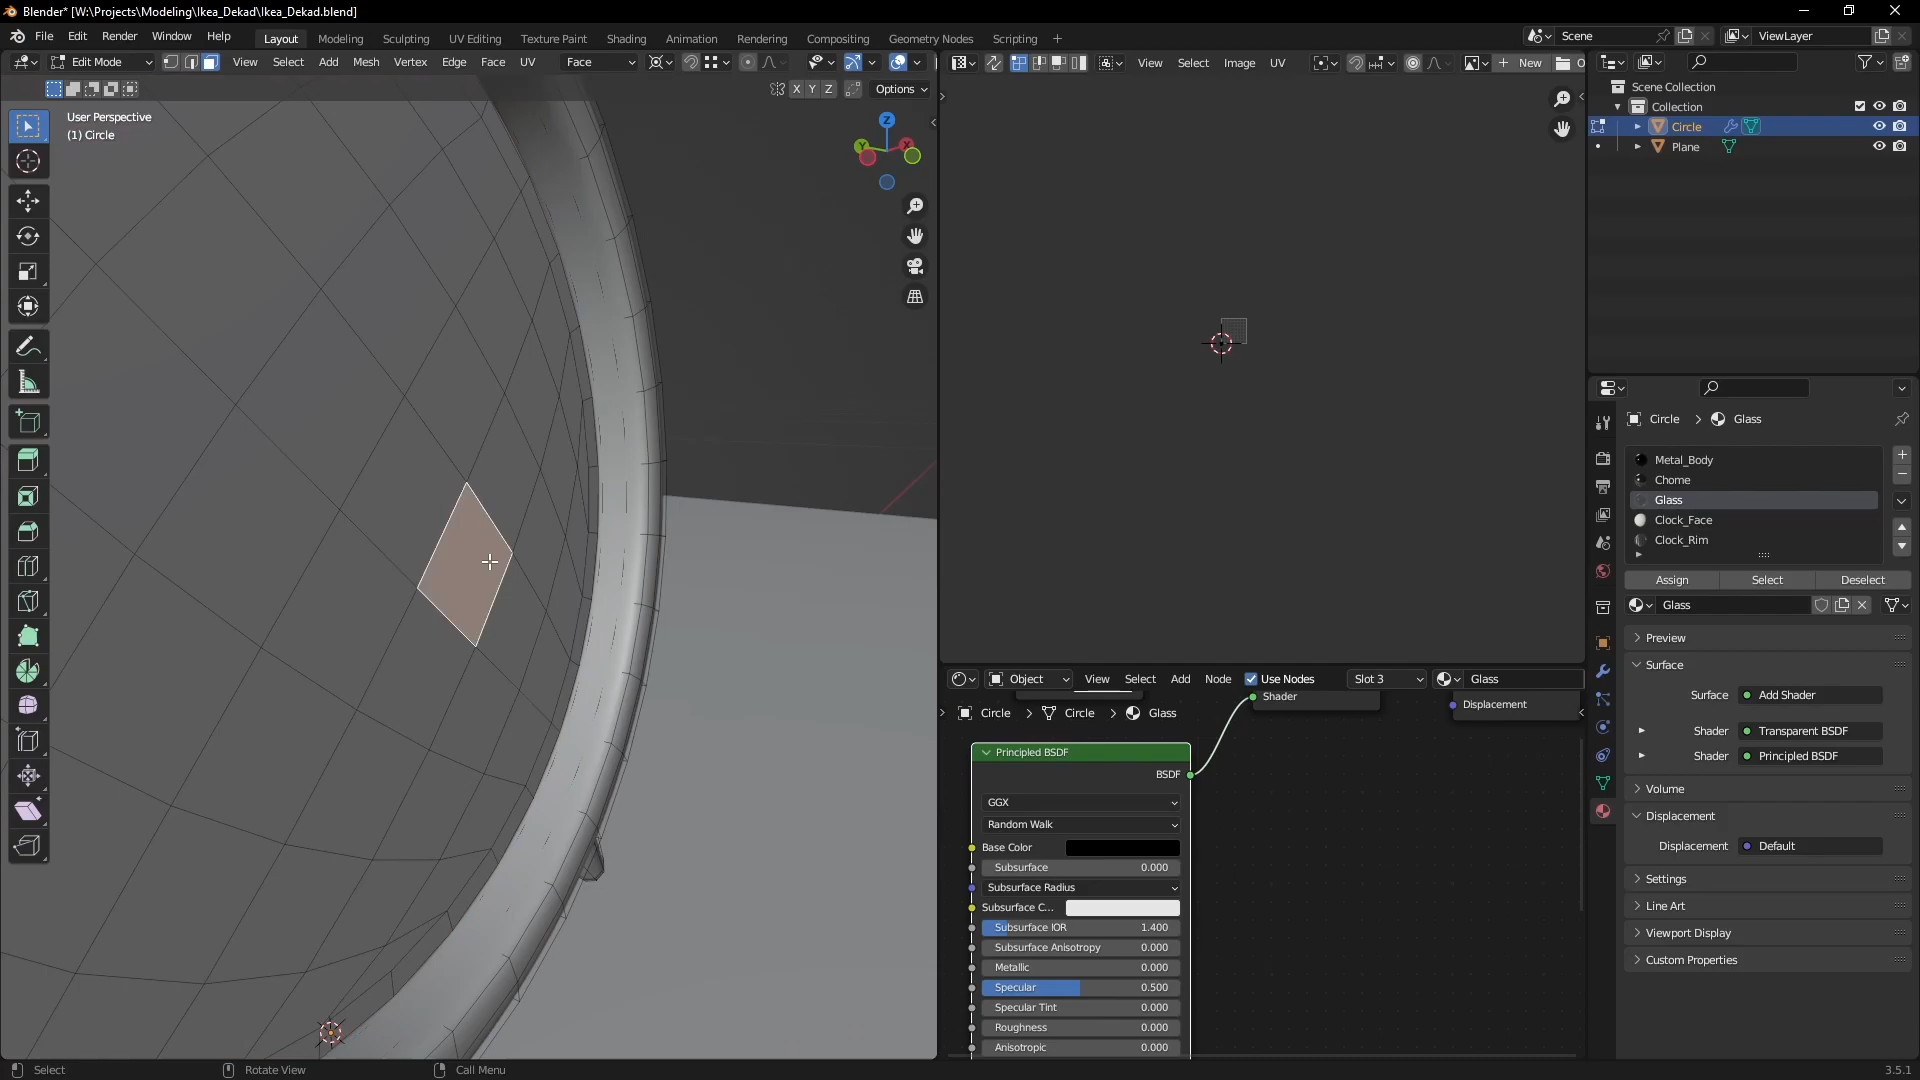 Blender* [W:\Projects\Modeling\Ikea_Dekad\Ikea_Dekad.blend]
File Edit Render Window Help Layout Modeling Sculpting UV Editing Texture Paint Shading Animation Rendering Compositing Geometry Nodes Scripting + Scene ViewLayer
Edit Mode View Select Add Mesh Vertex Edge Face UV Face
View Select Image UV New O
X Y Z Options
User Perspective
(1) Circle
Z
Y
X
Scene Collection
Collection
Circle
Plane
Circle > Glass
Metal_Body
Chome
Glass
Clock_Face
Clock_Rim
Assign Select Deselect
Glass
Preview
Surface
Surface Add Shader
Shader Transparent BSDF
Shader Principled BSDF
Volume
Displacement
Displacement Default
Settings
Line Art
Viewport Display
Custom Properties
Object View Select Add Node Use Nodes Slot 3 Glass
Shader
Displacement
Circle > Circle > Glass
Principled BSDF
BSDF
GGX
Random Walk
Base Color
Subsurface 0.000
Subsurface Radius
Subsurface C...
Subsurface IOR 1.400
Subsurface Anisotropy 0.000
Metallic 0.000
Specular 0.500
Specular Tint 0.000
Roughness 0.000
Anisotropic 0.000
Select Rotate View Call Menu 3.5.1